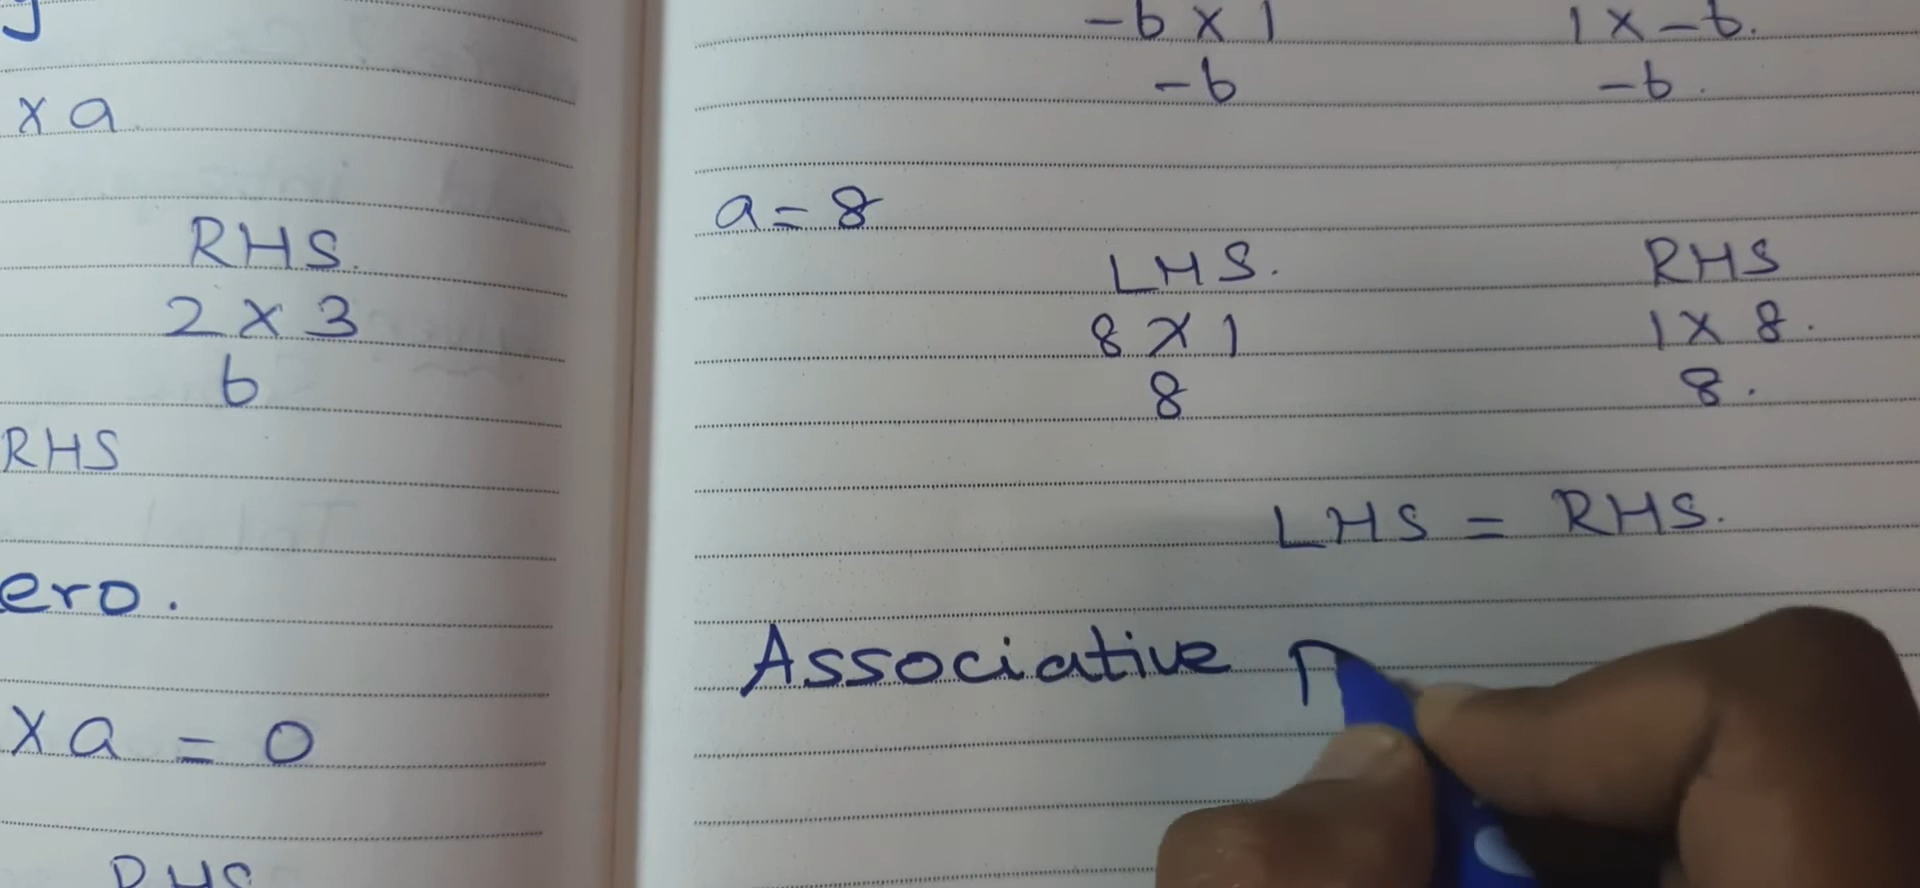 x a
RHS.
2 x 3
6
RHS
ero.
x a = 0
RHS
-b x 1 1 x -b.
-b -b.
a = 8
LHS. RHS
8 x 1 1 x 8.
8 8.
LHS = RHS.
Associative p